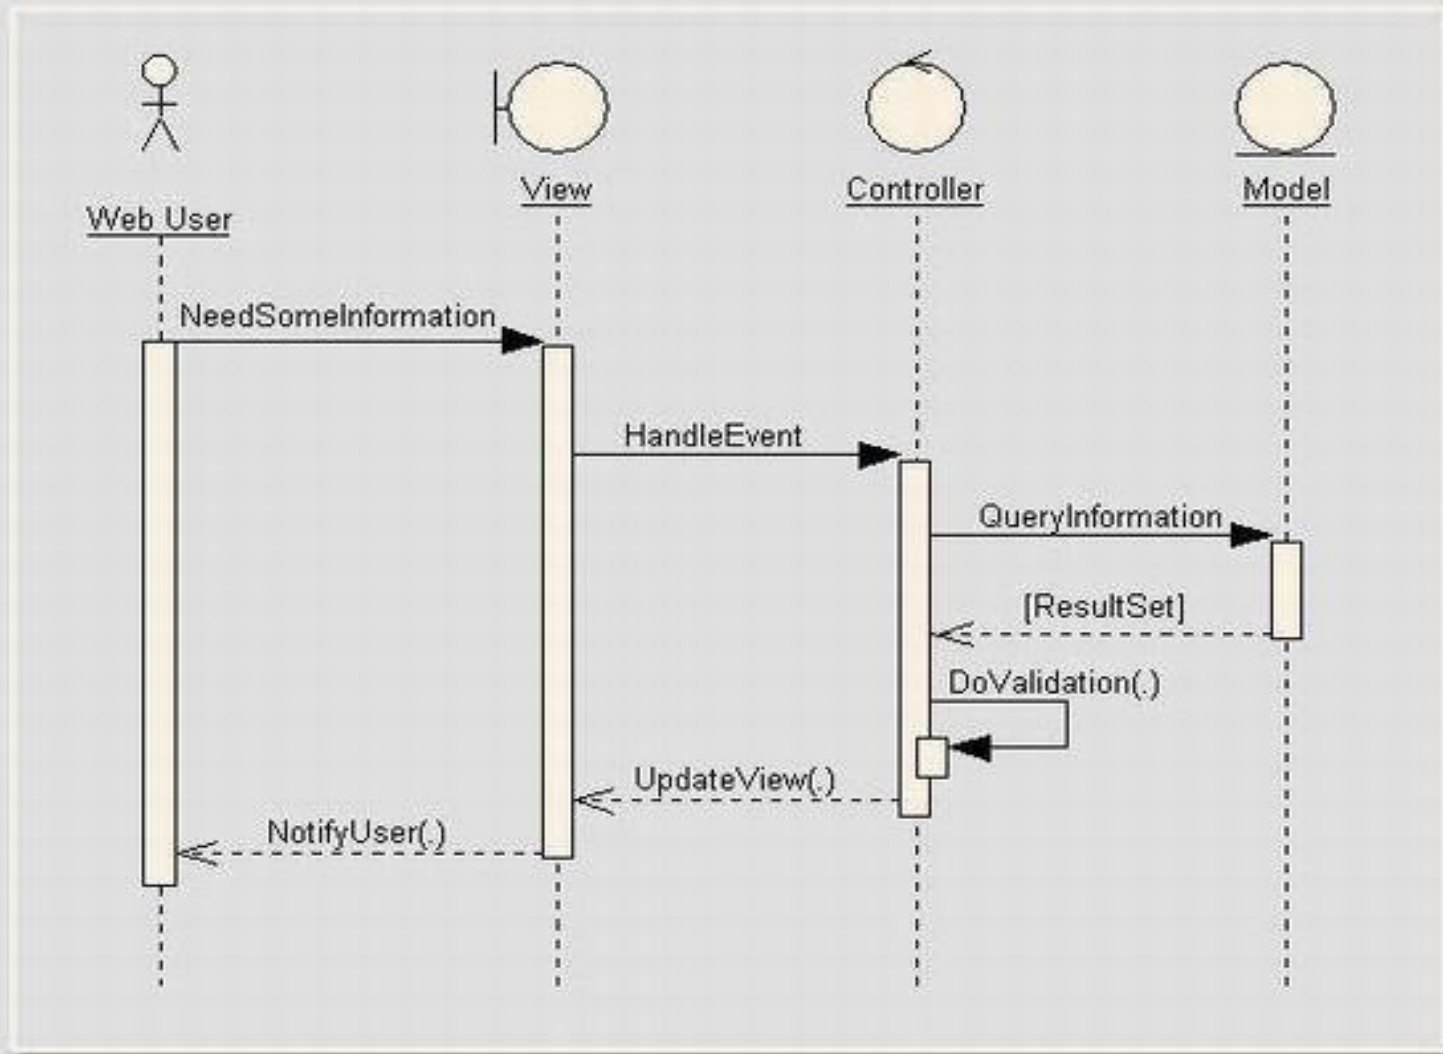 View
Controller
Model
Web User
NeedSomeInformation
HandleEvent
QueryInformation
[ResultSet]
DoValidation(.)
UpdateView(.)
NotifyUser(.)